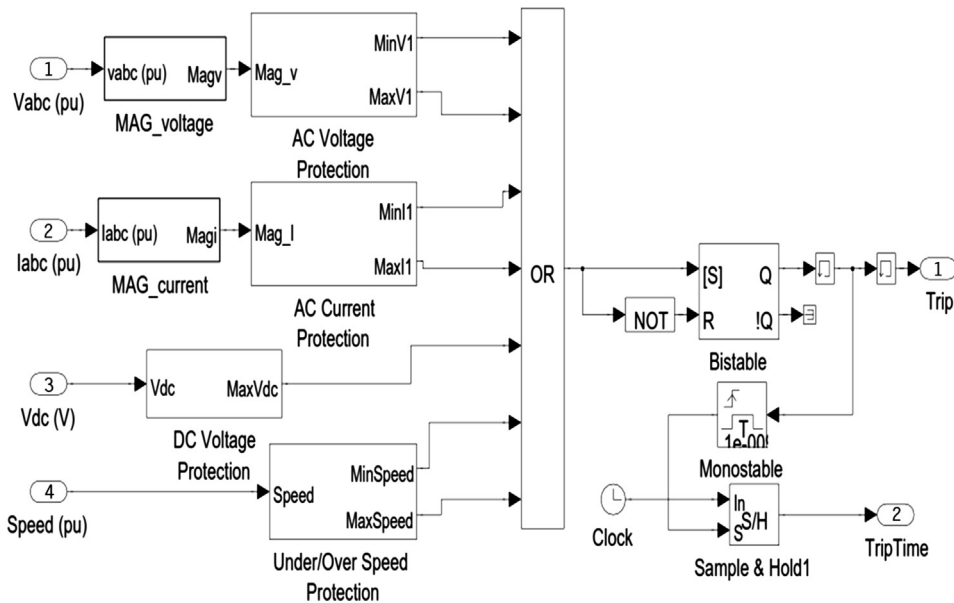 1
Vabc (pu)
vabc (pu)
Magv
MAG_voltage
Mag_v
MinV1
MaxV1
AC Voltage
Protection
2
Iabc (pu)
Iabc (pu)
Magi
MAG_current
Mag_I
MinI1
MaxI1
AC Current
Protection
3
Vdc (V)
Vdc
MaxVdc
DC Voltage
Protection
4
Speed (pu)
Speed
MinSpeed
MaxSpeed
Under/Over Speed
Protection
OR
NOT
[S]
Q
R
!Q
Bistable
1
Trip
T
Monostable
Clock
In
S/H
S
Sample & Hold1
2
TripTime